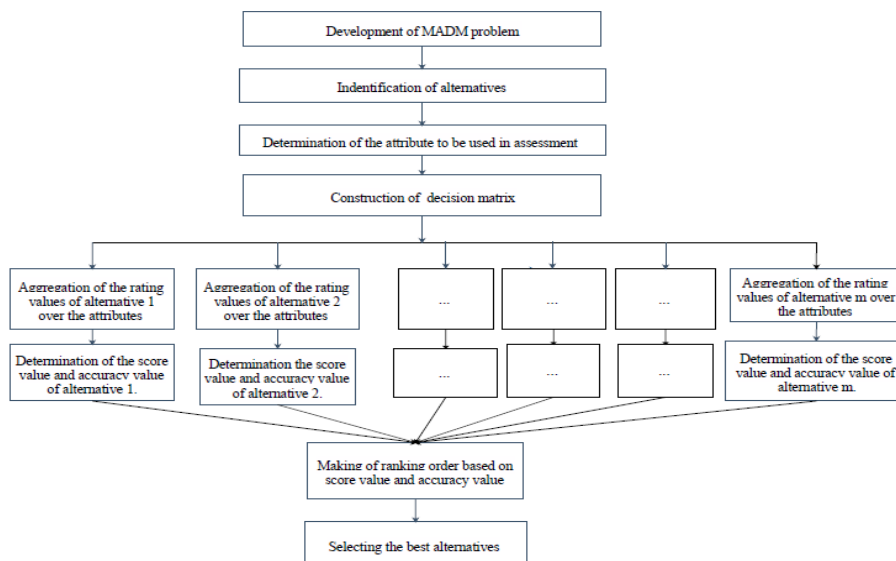 Development of MADM problem
Indentification of alternatives
Determination of the attribute to be used in assessment
Construction of decision matrix
Aggregation of the rating
values of alternative 1
over the attributes
Aggregation of the rating
values of alternative 2
over the attributes
...
...
...
Aggregation of the rating
values of alternative m over
the attributes
Determination of the score
value and accuracy value
of alternative 1.
Determination of the score
value and accuracy value
of alternative 2.
...
...
...
Determination of the score
value and accuracy value of
alternative m.
Making of ranking order based on
score value and accuracy value
Selecting the best alternatives